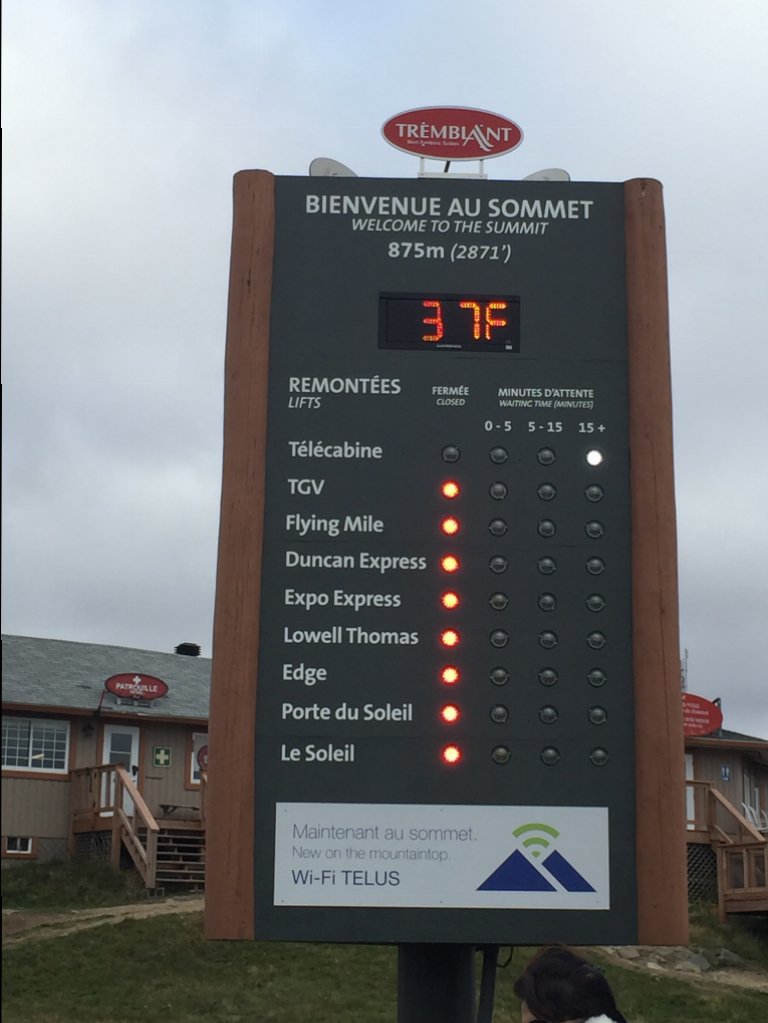 TREMBLANT
BIENVENUE AU SOMMET
WELCOME TO THE SUMMIT
875m (2871')
37F
REMONTÉES
LIFTS
FERMÉE
CLOSED
MINUTES D'ATTENTE
WAITING TIME (MINUTES)
0 - 5 5 - 15 15 +
Télécabine
TGV
Flying Mile
Duncan Express
Expo Express
Lowell Thomas
Edge
Porte du Soleil
Le Soleil
Maintenant au sommet.
New on the mountaintop.
Wi-Fi TELUS
PATROUILLE